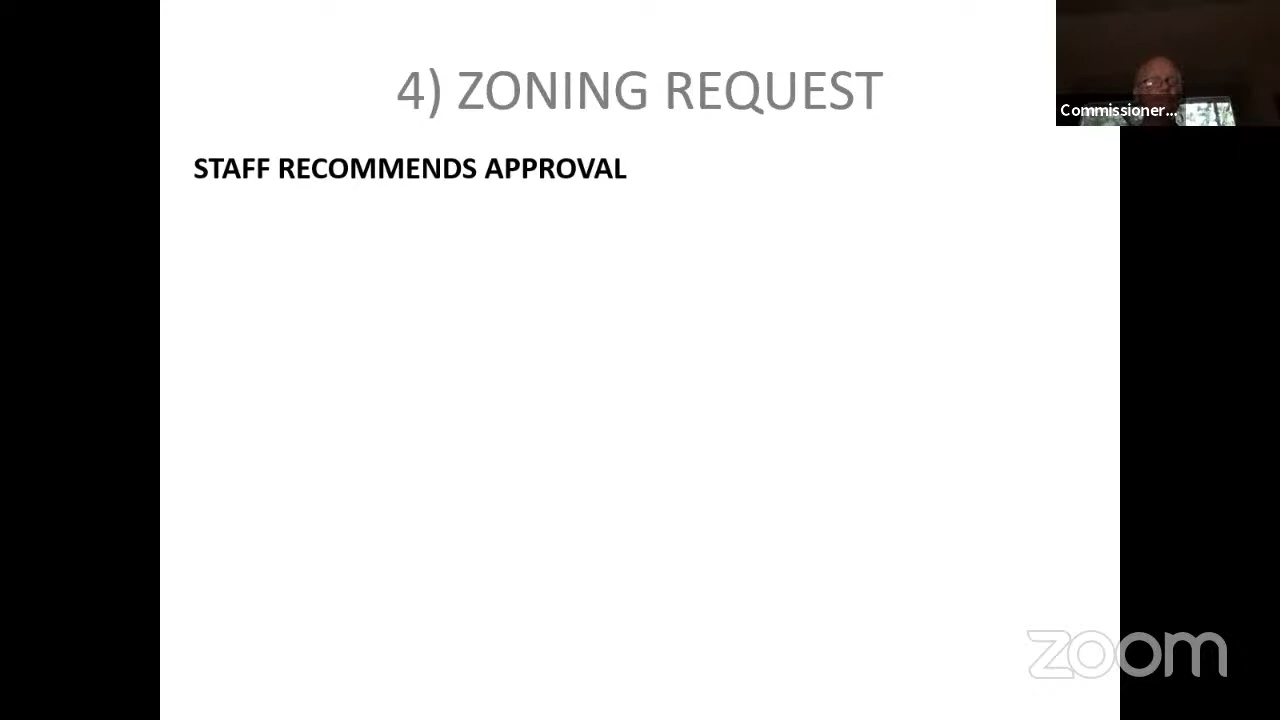 4) ZONING REQUEST
Commissioner...
STAFF RECOMMENDS APPROVAL
zoom